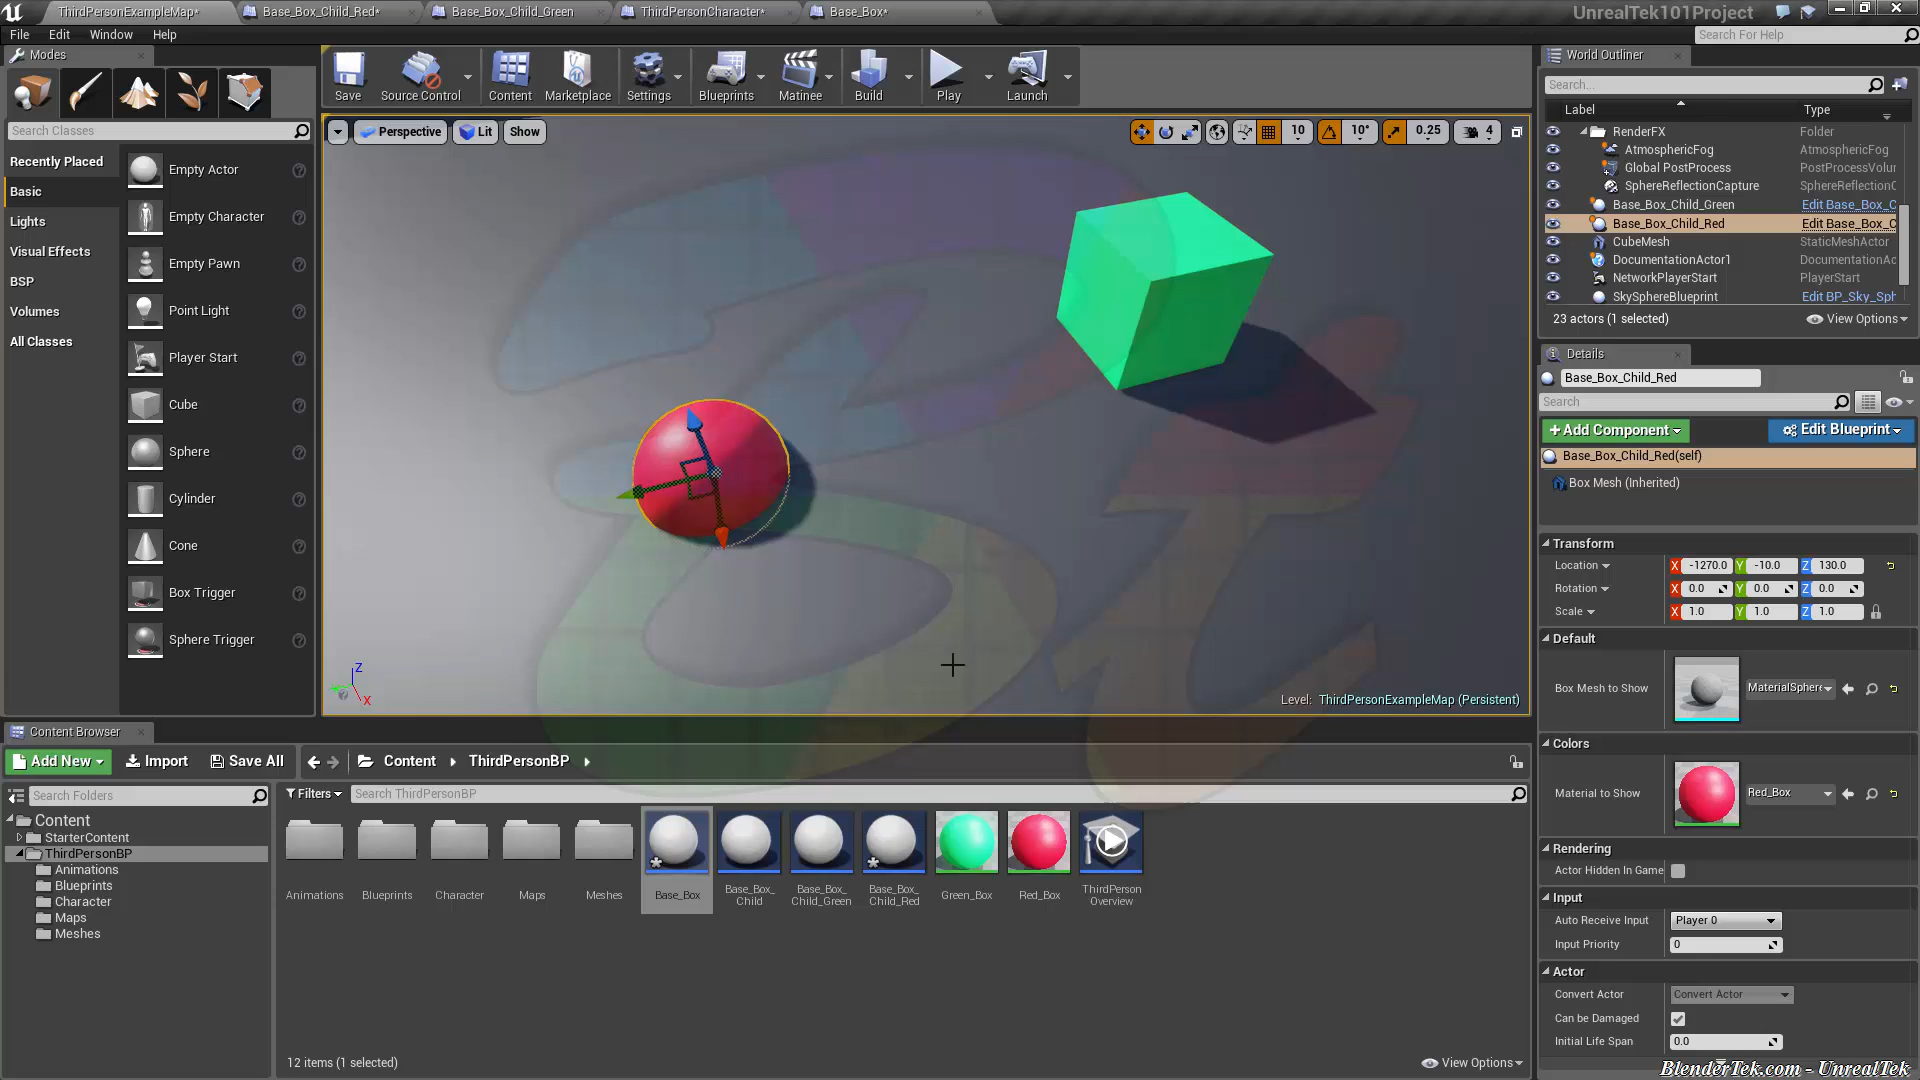 ThirdPersonExampleMap*
Base_Box_Child_Red*
Base_Box_Child_Green
ThirdPersonCharacter*
Base_Box*
UnrealTek101Project
File Edit Window Help
Search For Help
Modes
Search Classes
Recently Placed
Basic
Lights
Visual Effects
BSP
Volumes
All Classes
Empty Actor
Empty Character
Empty Pawn
Point Light
Player Start
Cube
Sphere
Cylinder
Cone
Box Trigger
Sphere Trigger
Save
Source Control
Content
Marketplace
Settings
Blueprints
Matinee
Build
Play
Launch
Perspective
Lit
Show
10
10°
0.25
4
Z
X
Level: ThirdPersonExampleMap (Persistent)
World Outliner
Search...
Label Type
RenderFX Folder
AtmosphericFog AtmosphericFog
Global PostProcess PostProcessVolur
SphereReflectionCapture SphereReflectionC
Base_Box_Child_Green Edit Base_Box_C
Base_Box_Child_Red Edit Base_Box_C
CubeMesh StaticMeshActor
DocumentationActor1 DocumentationAc
NetworkPlayerStart PlayerStart
SkySphereBlueprint Edit BP_Sky_Sph
23 actors (1 selected)
View Options
Details
Base_Box_Child_Red
Search
+Add Component
Edit Blueprint
Base_Box_Child_Red(self)
Box Mesh (Inherited)
Transform
Location X -1270.0 Y -10.0 Z 130.0
Rotation X 0.0 Y 0.0 Z 0.0
Scale X 1.0 Y 1.0 Z 1.0
Default
Box Mesh to Show MaterialSphere
Colors
Material to Show Red_Box
Rendering
Actor Hidden In Game
Input
Auto Receive Input Player 0
Input Priority 0
Actor
Convert Actor Convert Actor
Can be Damaged
Initial Life Span 0.0
Content Browser
Add New
Import
Save All
Content
ThirdPersonBP
Search Folders
Content
StarterContent
ThirdPersonBP
Animations
Blueprints
Character
Maps
Meshes
Filters
Search ThirdPersonBP
Animations
Blueprints
Character
Maps
Meshes
Base_Box
Base_Box_
Child
Base_Box_
Child_Green
Base_Box_
Child_Red
Green_Box
Red_Box
ThirdPerson
Overview
12 items (1 selected)
View Options
BlenderTek.com - UnrealTek